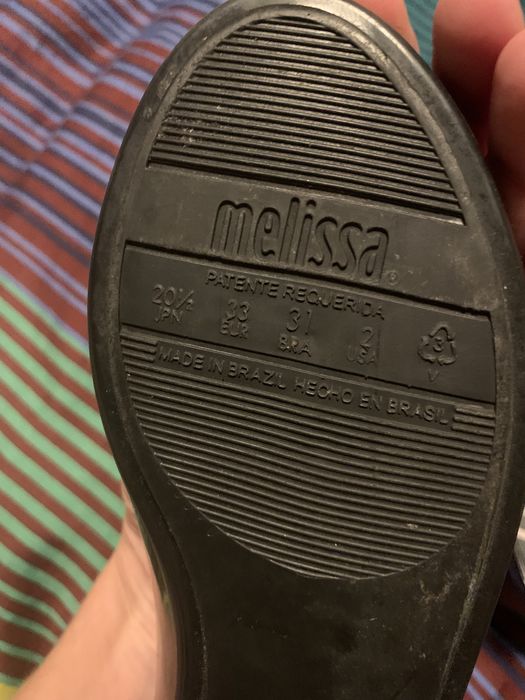 melissa®
PATENTE REQUERIDA
20½ 33 31 2 3
JPN EUR BRA USA V
MADE IN BRAZIL HECHO EN BRASIL